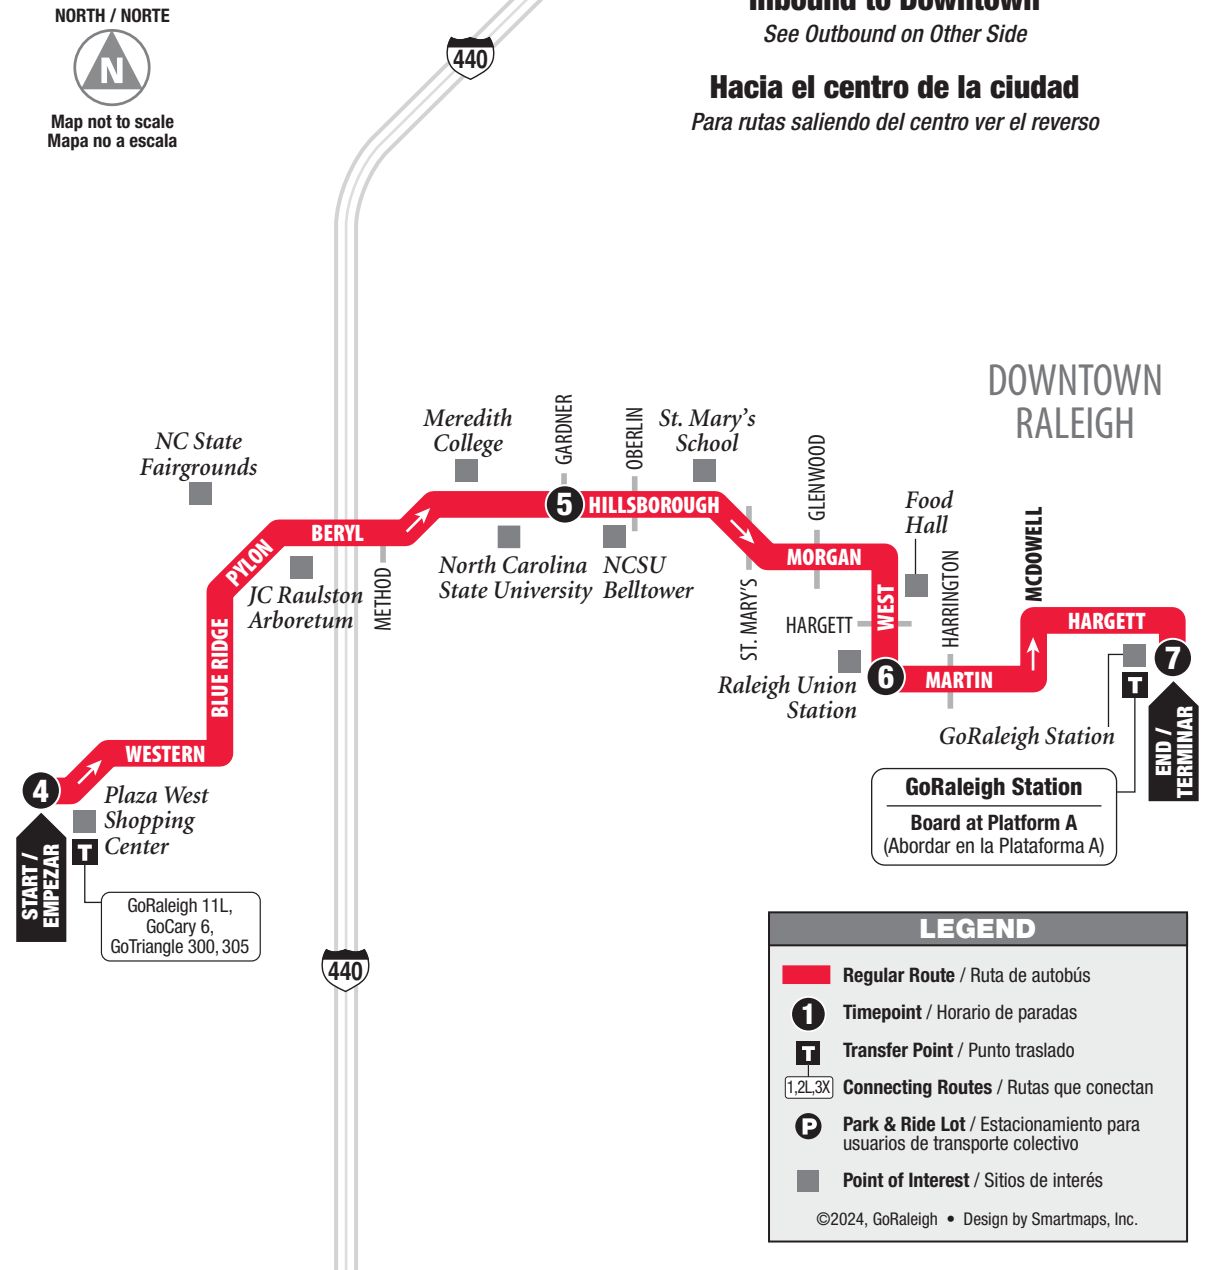 NORTH / NORTE
N
Map not to scale
Mapa no a escala
440
Inbound to Downtown
See Outbound on Other Side
Hacia el centro de la ciudad
Para rutas saliendo del centro ver el reverso
DOWNTOWN
RALEIGH
NC State
Fairgrounds
Meredith
College
GARDNER
OBERLIN
St. Mary's
School
GLENWOOD
Food
Hall
5
HILLSBOROUGH
BERYL
PYLON
JC Raulston
Arboretum
METHOD
North Carolina
State University
NCSU
Belltower
ST. MARY'S
MORGAN
HARGETT
WEST
HARRINGTON
MCDOWELL
HARGETT
BLUE RIDGE
Raleigh Union
Station
6
MARTIN
7
T
GoRaleigh Station
END /
TERMINAR
WESTERN
4
Plaza West
Shopping
Center
T
START /
EMPEZAR
GoRaleigh 11L,
GoCary 6,
GoTriangle 300, 305
GoRaleigh Station
Board at Platform A
(Abordar en la Plataforma A)
440
LEGEND
Regular Route / Ruta de autobús
1
Timepoint / Horario de paradas
T
Transfer Point / Punto traslado
1,2L,3X
Connecting Routes / Rutas que conectan
P
Park & Ride Lot / Estacionamiento para
usuarios de transporte colectivo
Point of Interest / Sitios de interés
©2024, GoRaleigh • Design by Smartmaps, Inc.